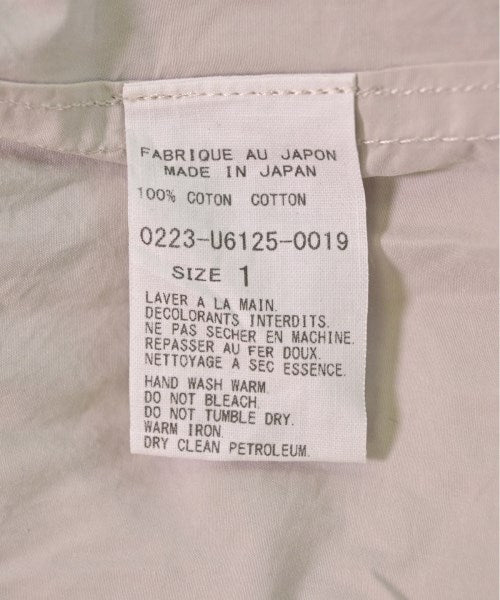 FABRIQUE AU JAPON
MADE IN JAPAN
100% COTON COTTON
0223-U6125-0019
SIZE 1
LAVER A LA MAIN.
DECOLORANTS INTERDITS.
NE PAS SECHER EN MACHINE.
REPASSER AU FER DOUX.
NETTOYAGE A SEC ESSENCE.
HAND WASH WARM.
DO NOT BLEACH.
DO NOT TUMBLE DRY.
WARM IRON.
DRY CLEAN PETROLEUM.